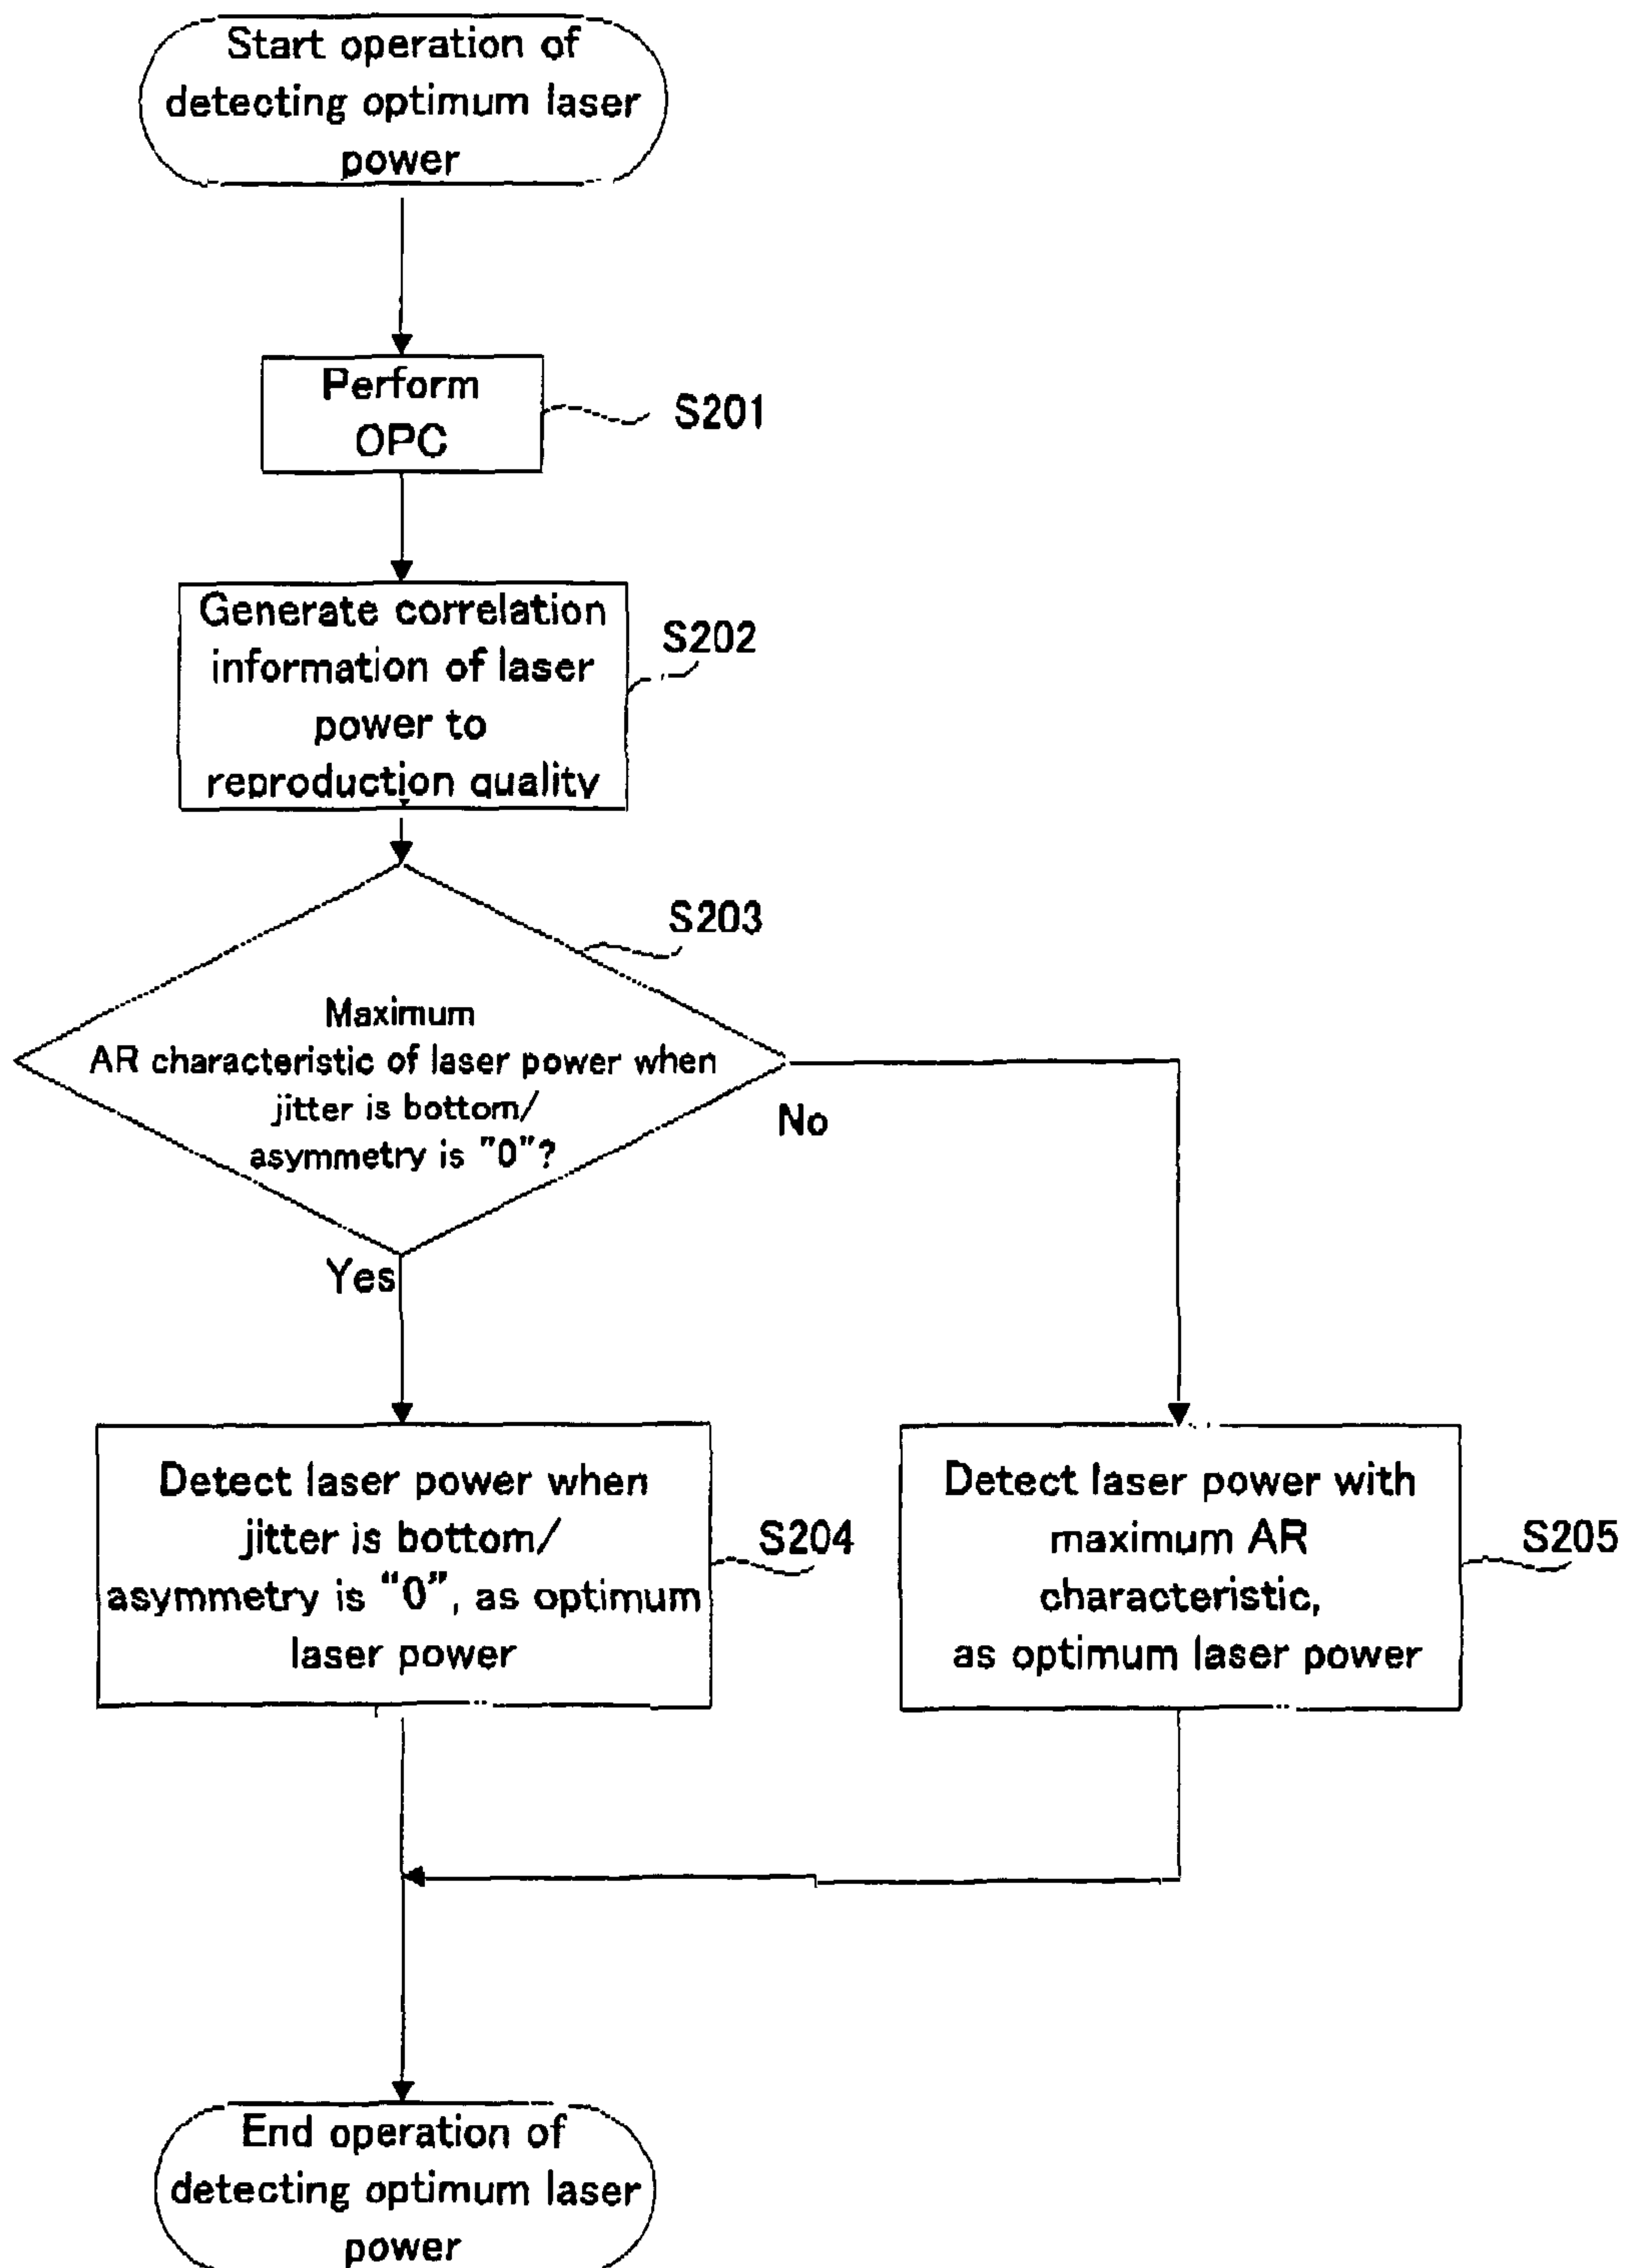 Start operation of
detecting optimum laser
power
Perform
OPC
S201
Generate correlation
information of laser
power to
reproduction quality
S202
S203
Maximum
AR characteristic of laser power when
jitter is bottom/
asymmetry is "0"?
No
Yes
Detect laser power when
jitter is bottom/
asymmetry is "0", as optimum
laser power
S204
Detect laser power with
maximum AR
characteristic,
as optimum laser power
S205
End operation of
detecting optimum laser
power